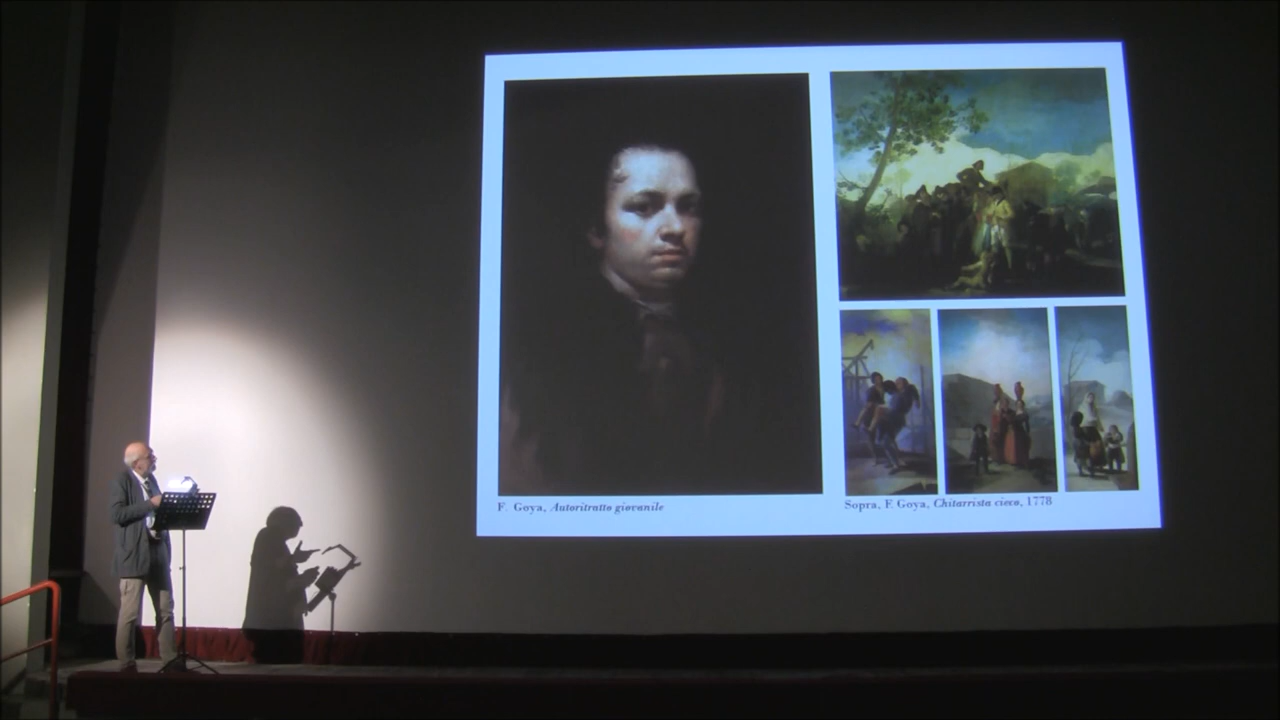 F. Goya, Autoritratto giovanile
Sopra, F. Goya, Chitarrista cieco, 1778